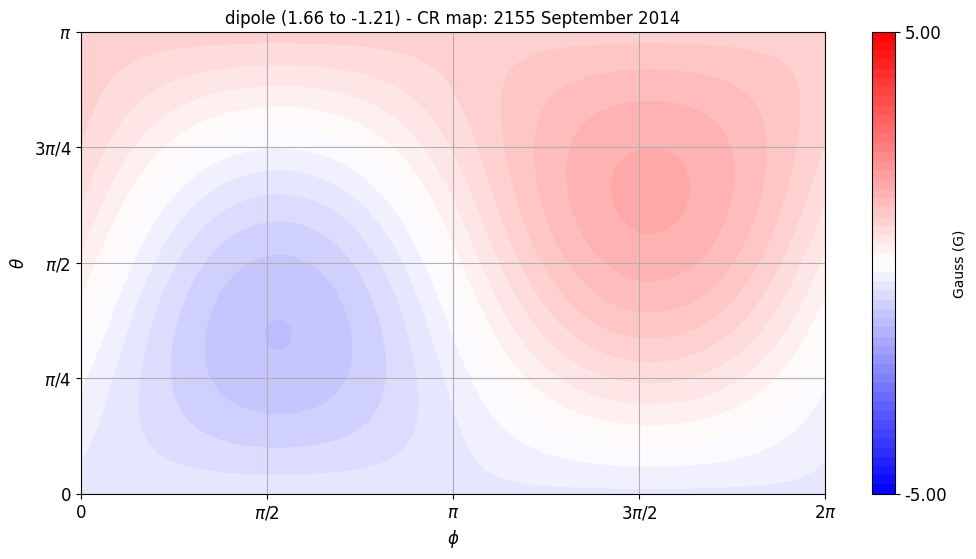 dipole (1.66 to -1.21) - CR map: 2155 September 2014
π
3π/4
π/2
π/4
0
θ
0
π/2
π
3π/2
2π
ϕ
5.00
-5.00
Gauss (G)